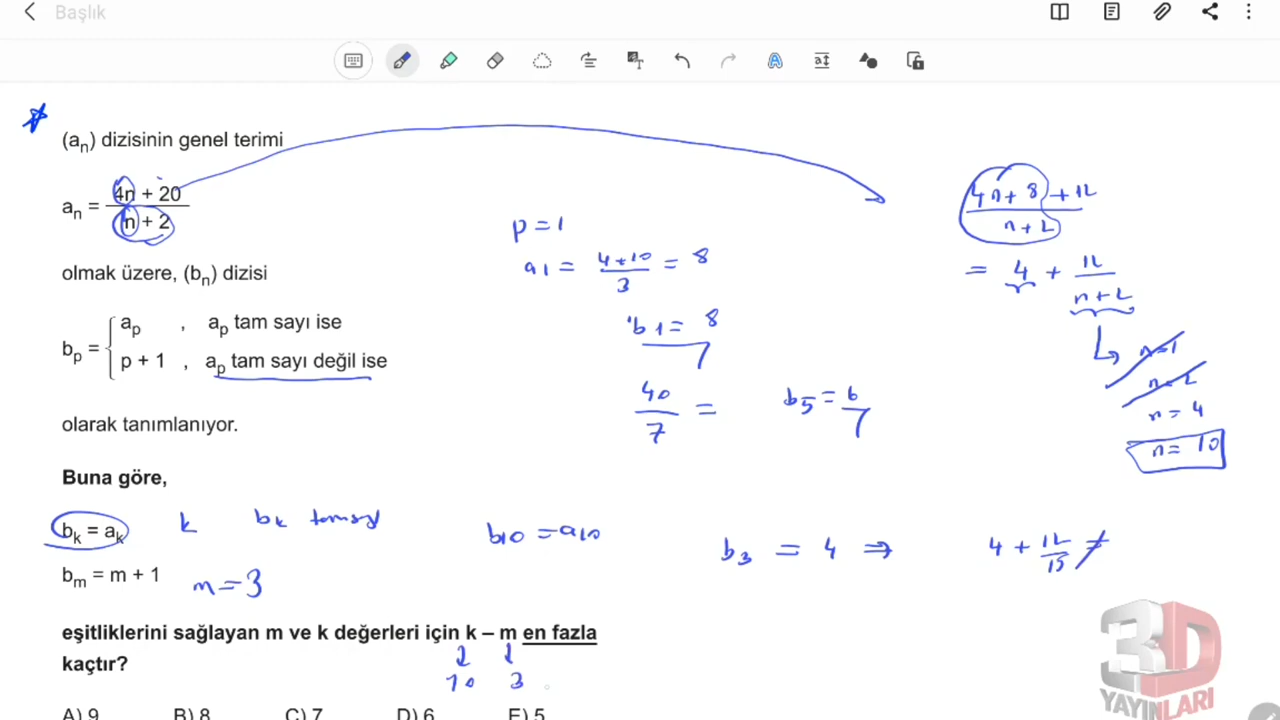 Başlık
(aₙ) dizisinin genel terimi
aₙ = 4n + 20 / n + 2
olmak üzere, (bₙ) dizisi
bₚ = { aₚ , aₚ tam sayı ise
p + 1 , aₚ tam sayı değil ise
olarak tanımlanıyor.
Buna göre,
bₖ = aₖ
k bₖ tamsayı
bₘ = m + 1
m = 3
eşitliklerini sağlayan m ve k değerleri için k – m en fazla
kaçtır?
10 3
A) 9 B) 8 C) 7 D) 6 E) 5
p = 1
a1 = 4 + 20 / 3 = 8
b1 = 8
40 / 7 =
b5 = 6
b10 = a10
b3 = 4 ⇒ 4 + 12 / 15
4n + 8 + 12 / n + 2
= 4 + 12 / n + 2
n = 1
n = 2
n = 4
n = 10
3D
YAYINLARI